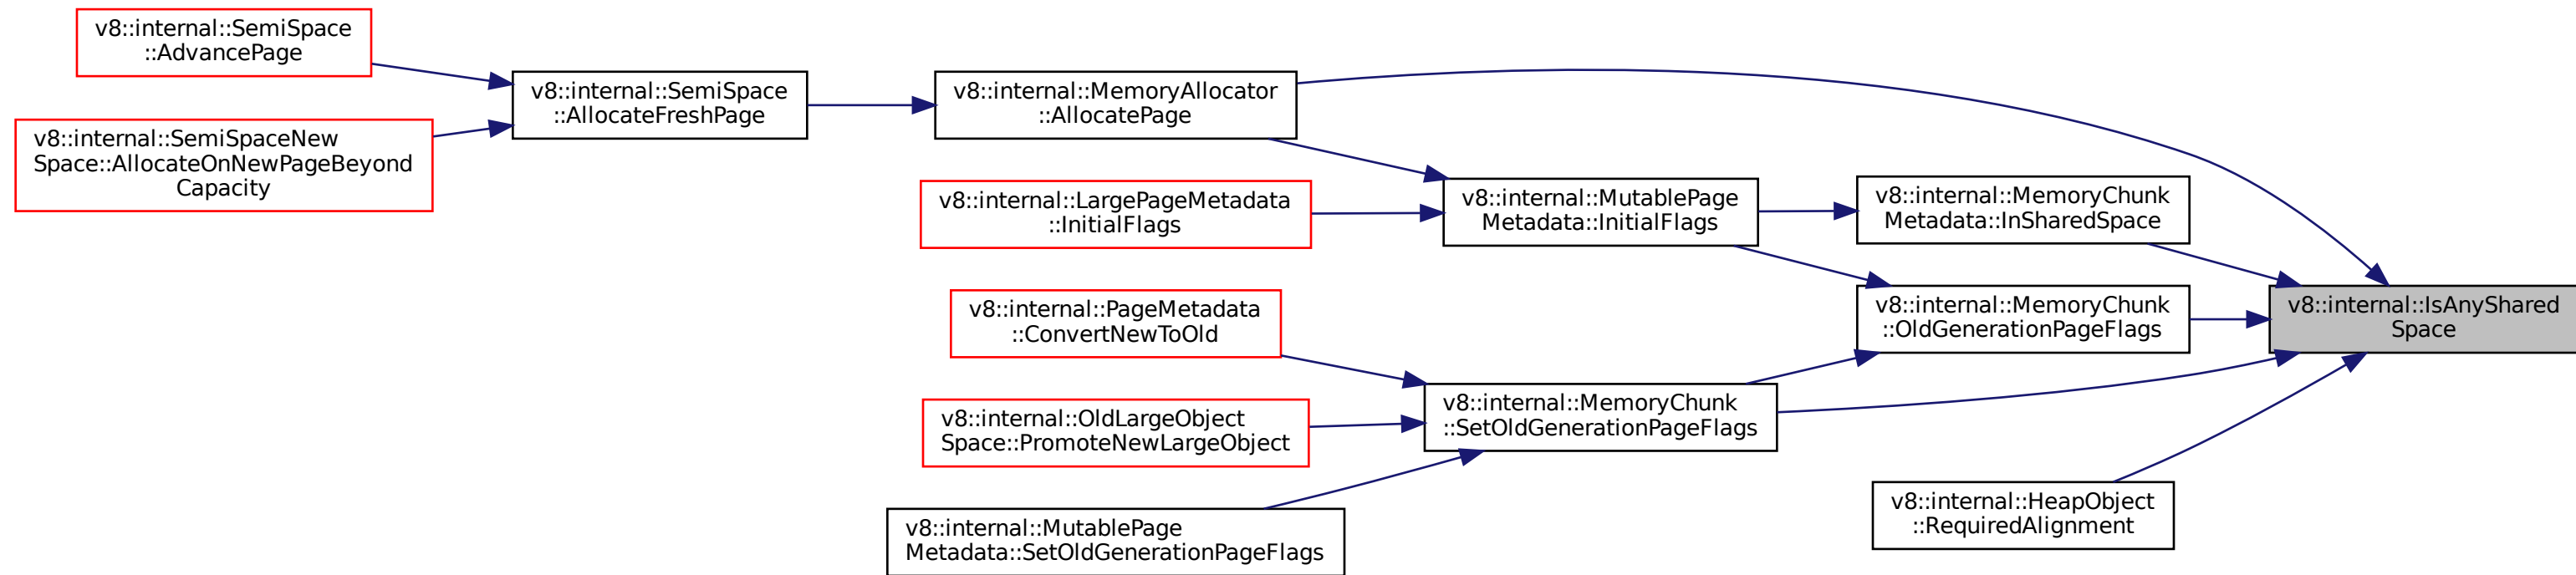 v8::internal::SemiSpace
::AdvancePage
v8::internal::SemiSpaceNew
Space::AllocateOnNewPageBeyond
Capacity
v8::internal::SemiSpace
::AllocateFreshPage
v8::internal::MemoryAllocator
::AllocatePage
v8::internal::LargePageMetadata
::InitialFlags
v8::internal::PageMetadata
::ConvertNewToOld
v8::internal::OldLargeObject
Space::PromoteNewLargeObject
v8::internal::MutablePage
Metadata::SetOldGenerationPageFlags
v8::internal::MutablePage
Metadata::InitialFlags
v8::internal::MemoryChunk
::SetOldGenerationPageFlags
v8::internal::MemoryChunk
Metadata::InSharedSpace
v8::internal::MemoryChunk
::OldGenerationPageFlags
v8::internal::HeapObject
::RequiredAlignment
v8::internal::IsAnyShared
Space